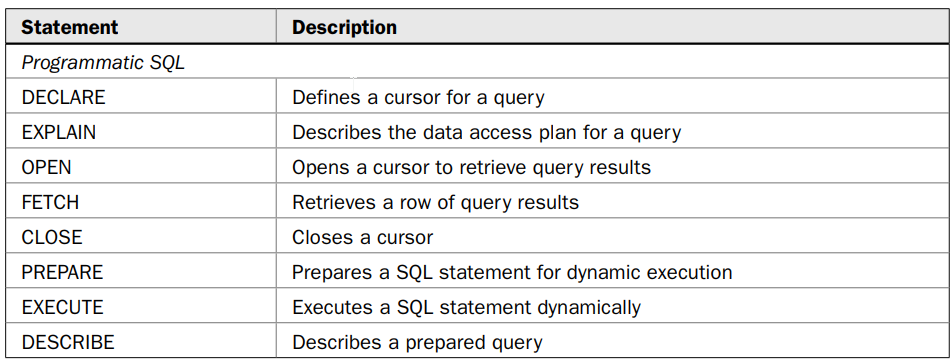 Statement Description
Programmatic SQL
DECLARE Defines a cursor for a query
EXPLAIN Describes the data access plan for a query
OPEN Opens a cursor to retrieve query results
FETCH Retrieves a row of query results
CLOSE Closes a cursor
PREPARE Prepares a SQL statement for dynamic execution
EXECUTE Executes a SQL statement dynamically
DESCRIBE Describes a prepared query